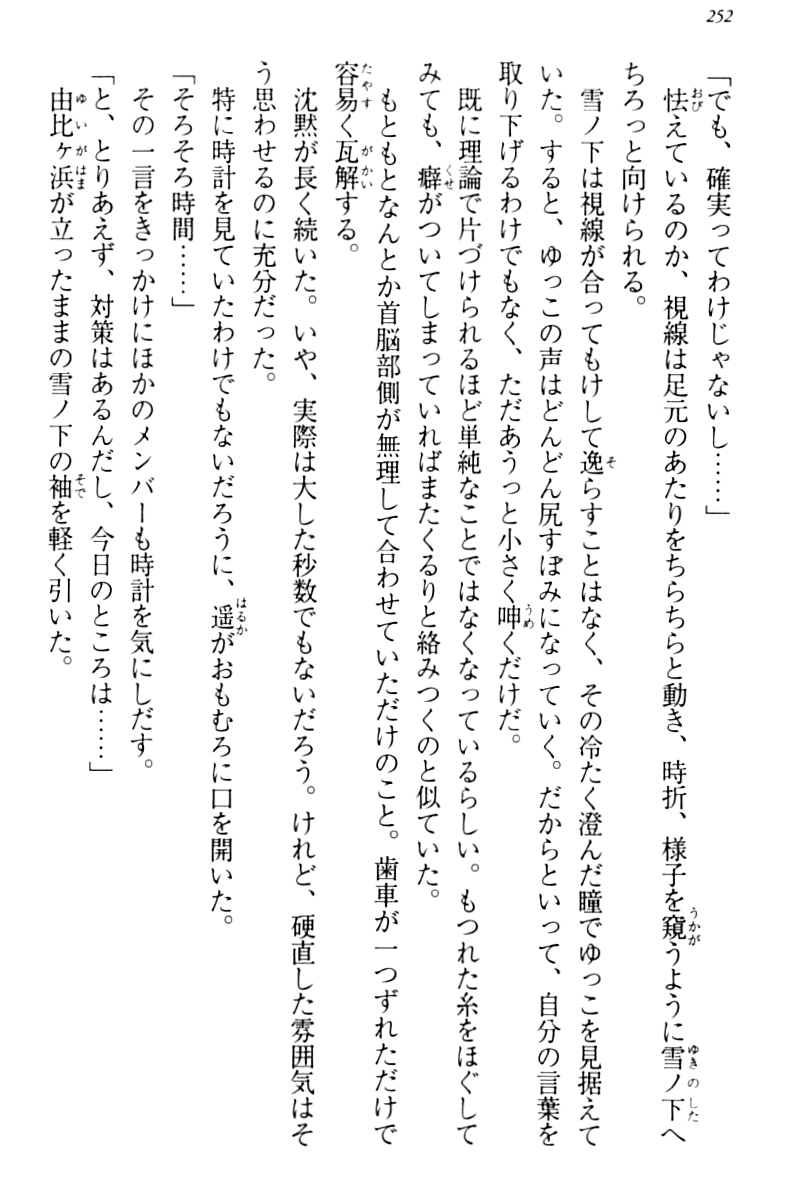 252
「でも、確実ってわけじゃないし……」
怯えているのか、視線は足元のあたりをちらちらと動き、時折、様子を窺うように雪ノ下へ
ちろっと向けられる。
雪ノ下は視線が合ってもけして逸らすことはなく、その冷たく澄んだ瞳でゆっこを見据えて
いた。すると、ゆっこの声はどんどん尻すぼみになっていく。だからといって、自分の言葉を
取り下げるわけでもなく、ただあうっと小さく呻くだけだ。
既に理論で片づけられるほど単純なことではなくなっているらしい。もつれた糸をほぐして
みても、癖がついてしまっていればまたくるりと絡みつくのと似ていた。
もともとなんとか首脳部側が無理して合わせていただけのこと。歯車が一つずれただけで
容易く瓦解する。
沈黙が長く続いた。いや、実際は大した秒数でもないだろう。けれど、硬直した雰囲気はそ
う思わせるのに充分だった。
特に時計を見ていたわけでもないだろうに、遥がおもむろに口を開いた。
「そろそろ時間……」
その一言をきっかけにほかのメンバーも時計を気にしだす。
「と、とりあえず、対策はあるんだし、今日のところは……」
由比ヶ浜が立ったままの雪ノ下の袖を軽く引いた。